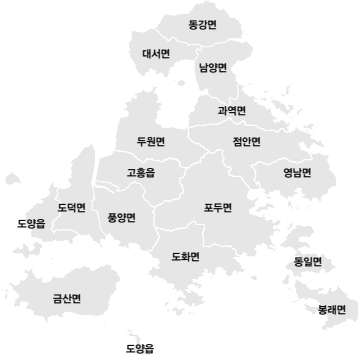 동강면
대서면
남양면
과역면
두원면
점안면
고흥읍
영남면
도덕면
포두면
풍양면
도양읍
도화면
동일면
금산면
봉래면
도양읍